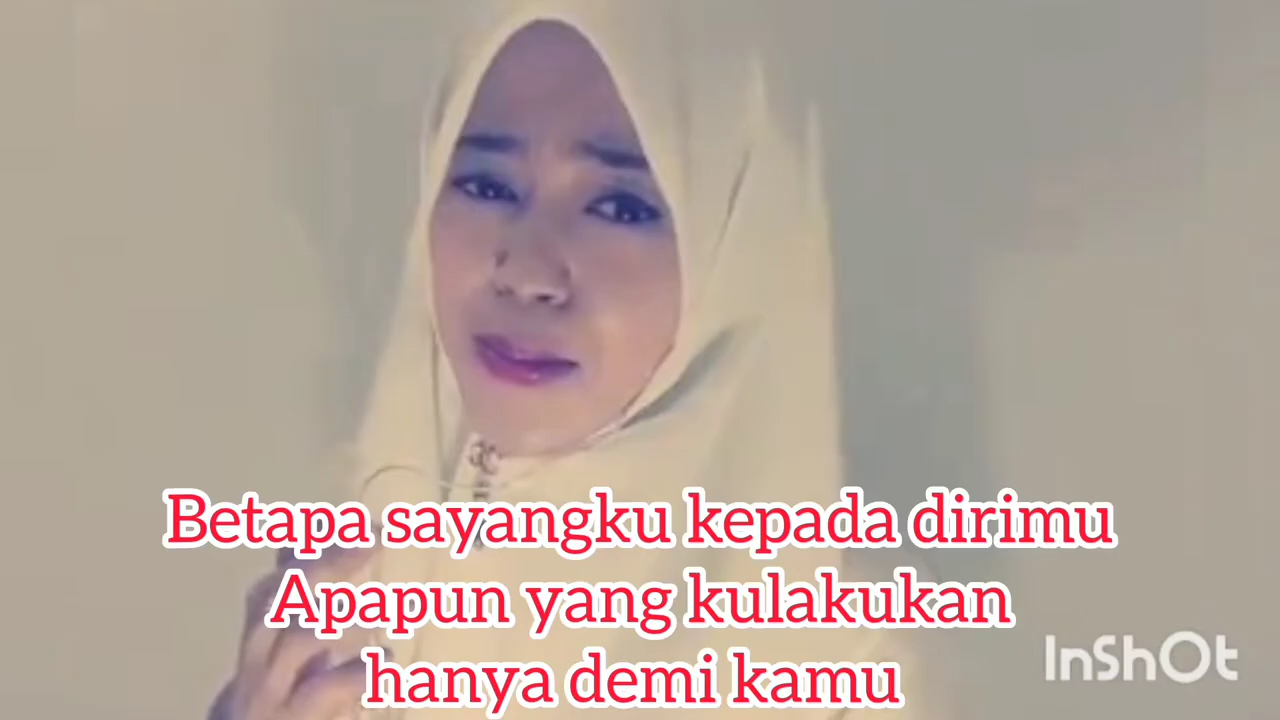 Betapa sayangku kepada dirimu
Apapun yang kulakukan
hanya demi kamu
InShOt